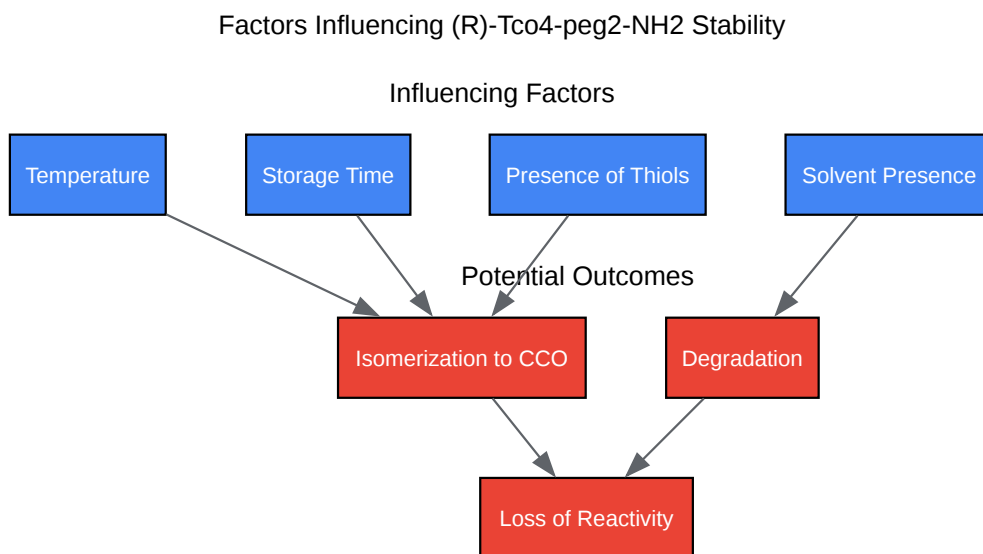 Factors Influencing (R)-Tco4-peg2-NH2 Stability
Influencing Factors
Temperature
Storage Time
Presence of Thiols
Solvent Presence
Potential Outcomes
Isomerization to CCO
Degradation
Loss of Reactivity